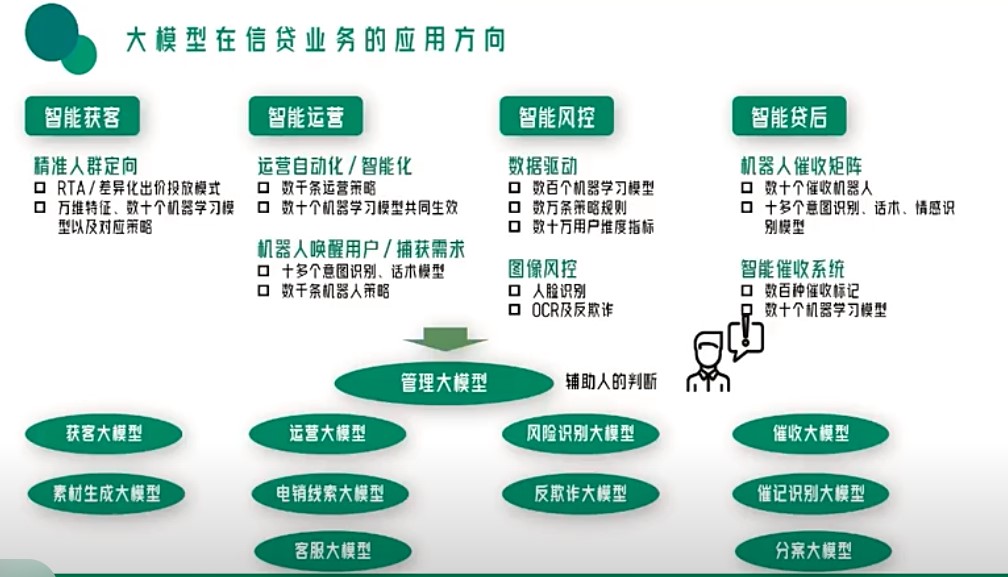 大模型在信贷业务的应用方向
智能获客
精准人群定向
RTA/差异化出价投放模式
万维特征、数十个机器学习模
型以及对应策略
智能运营
运营自动化/智能化
数千条运营策略
数十个机器学习模型共同生效
机器人唤醒用户/捕获需求
十多个意图识别、话术模型
数千条机器人策略
智能风控
数据驱动
数百个机器学习模型
数万条策略规则
数十万用户维度指标
图像风控
人脸识别
OCR及反欺诈
智能贷后
机器人催收矩阵
数十个催收机器人
十多个意图识别、话术、情感识
别模型
智能催收系统
数百种催收标记
数十个机器学习模型
管理大模型
辅助人的判断
获客大模型
素材生成大模型
运营大模型
电销线索大模型
客服大模型
风险识别大模型
反欺诈大模型
催收大模型
催记识别大模型
分案大模型